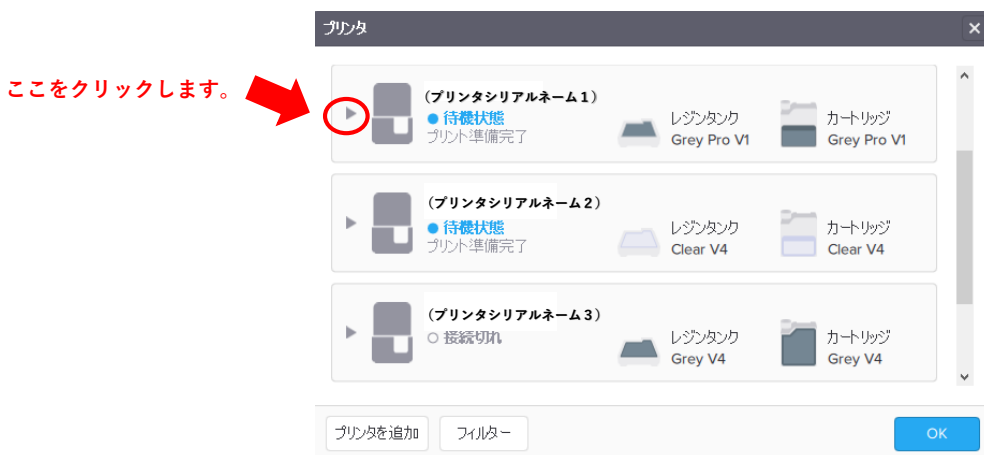 プリンタ
ここをクリックします。
（プリンタシリアルネーム１）
待機状態
プリント準備完了
レジンタンク
Grey Pro V1
カートリッジ
Grey Pro V1
（プリンタシリアルネーム２）
待機状態
プリント準備完了
レジンタンク
Clear V4
カートリッジ
Clear V4
（プリンタシリアルネーム３）
接続切れ
レジンタンク
Grey V4
カートリッジ
Grey V4
プリンタを追加
フィルター
OK